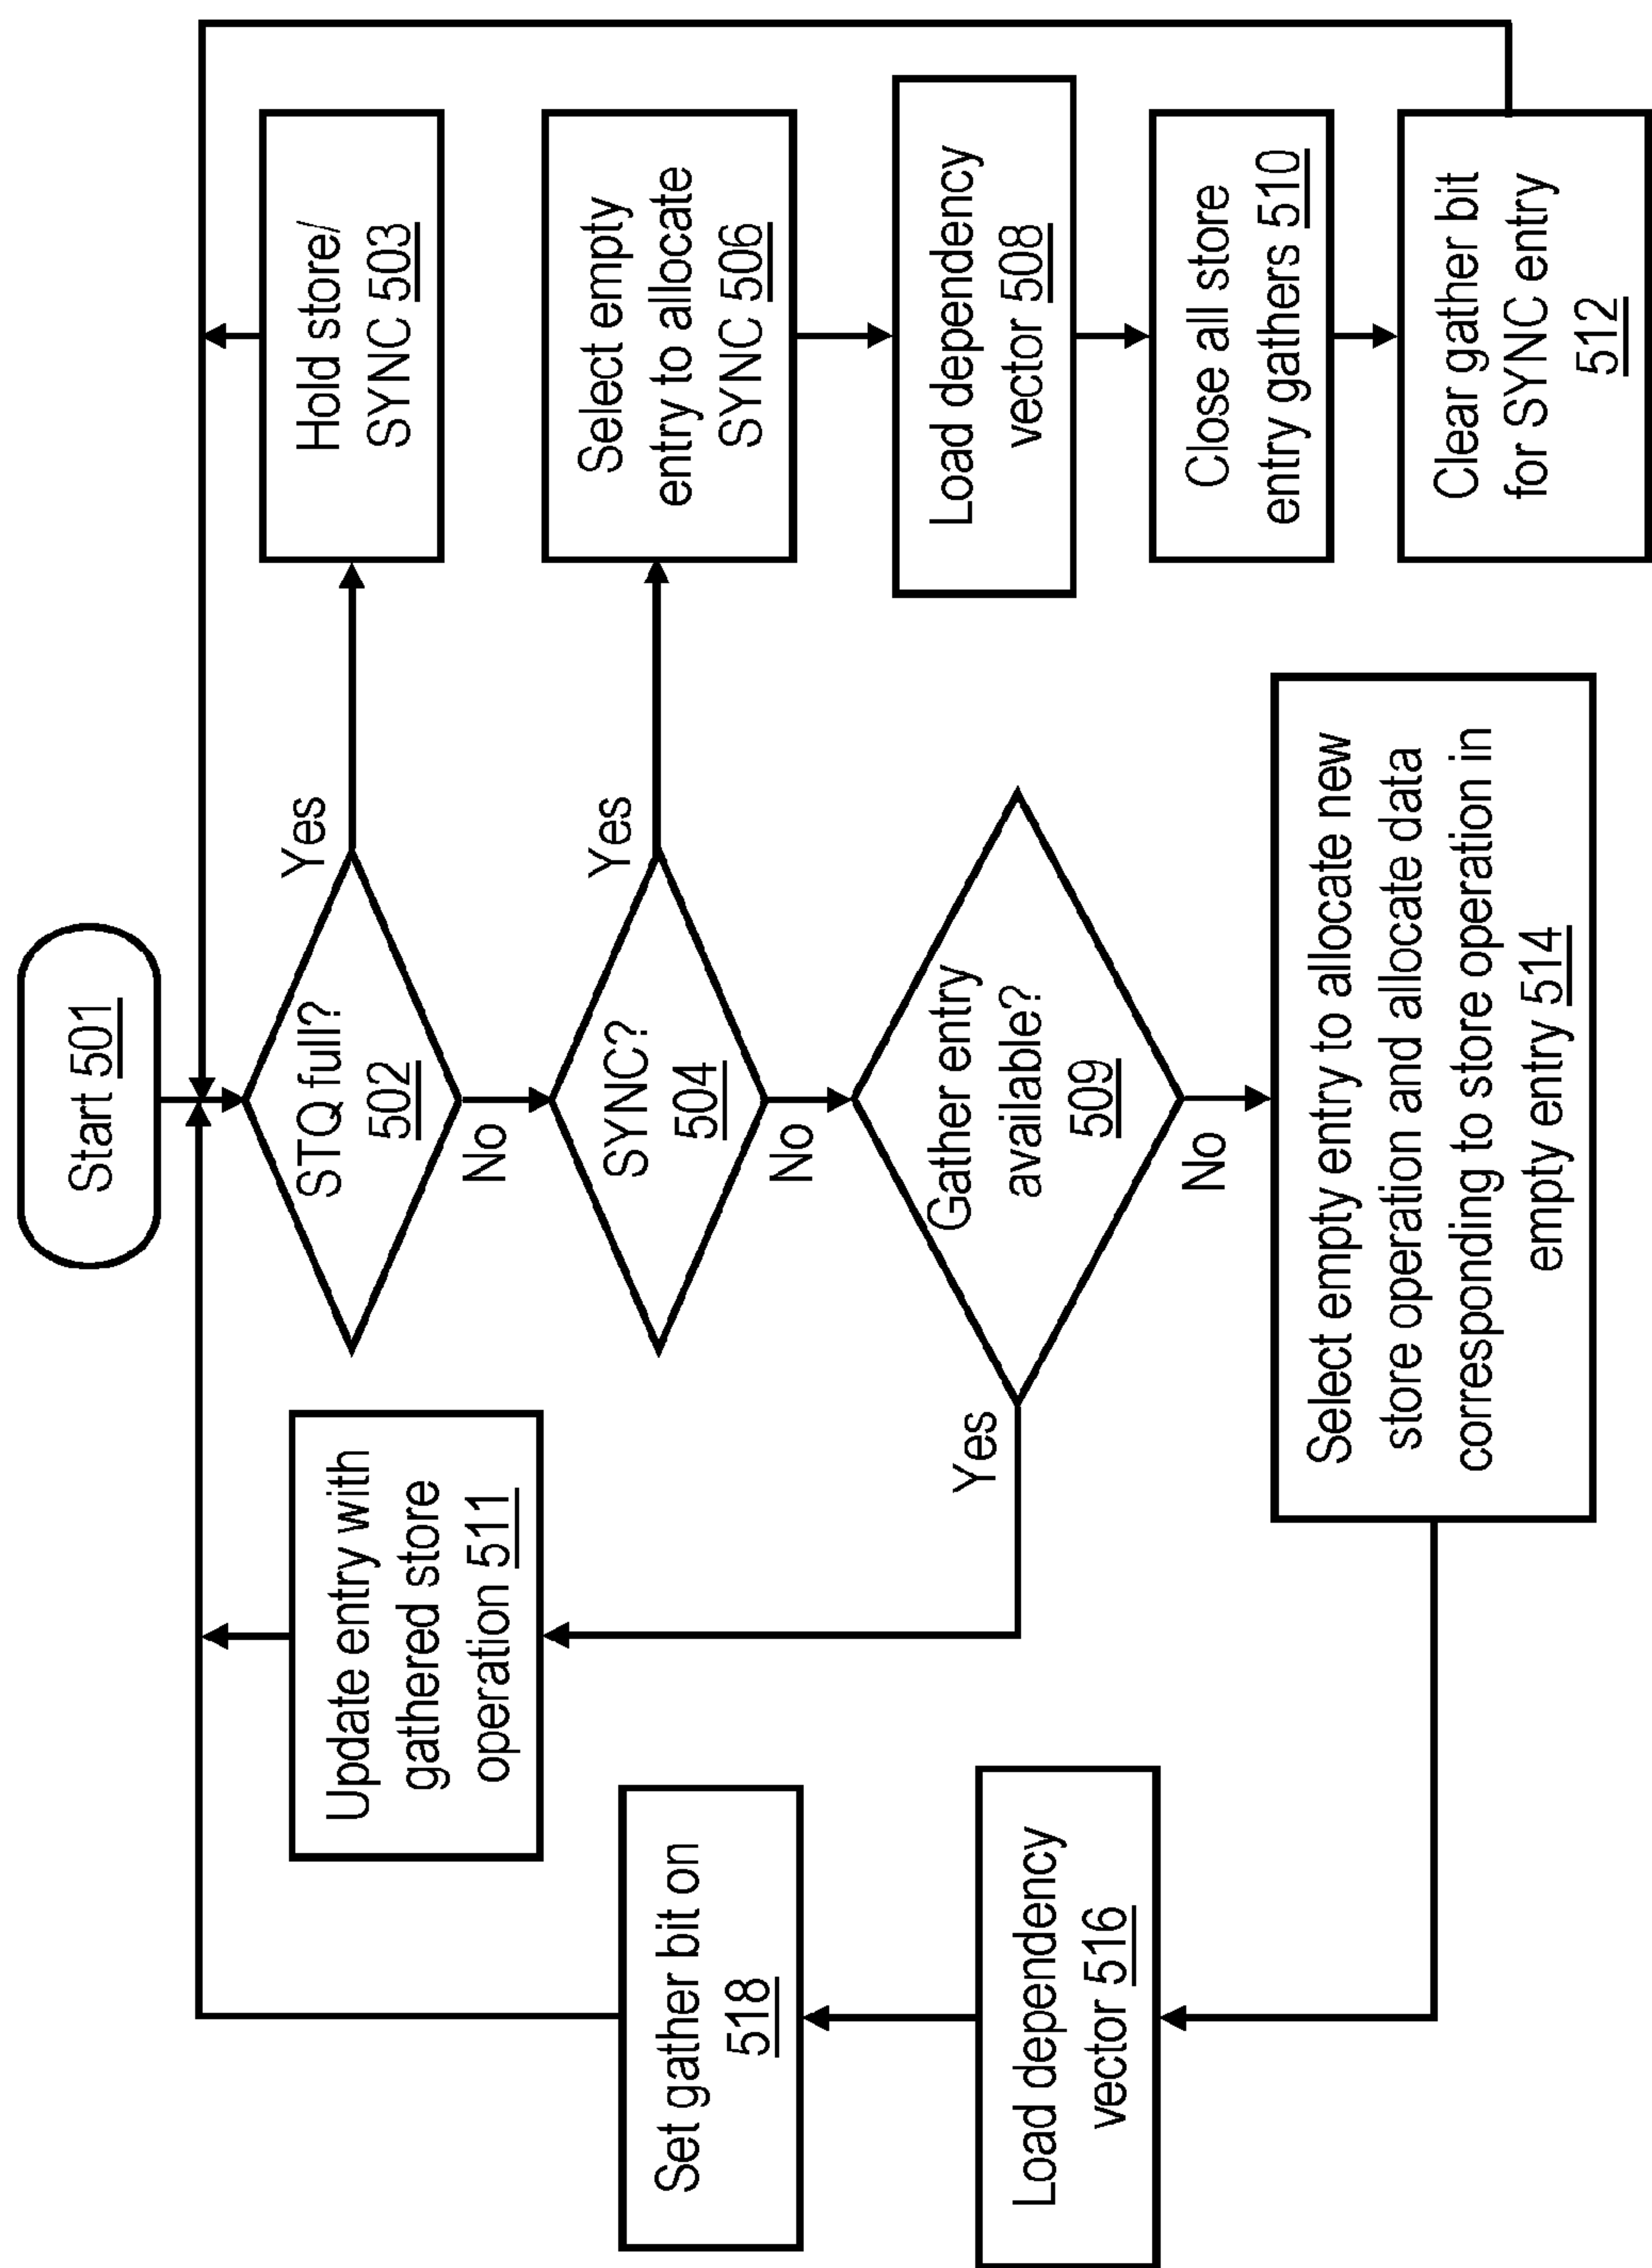 Start 501
STQ full?
502
Yes
No
Hold store/
SYNC 503
SYNC?
504
Yes
No
Select empty
entry to allocate
SYNC 506
Load dependency
vector 508
Close all store
entry gathers 510
Clear gather bit
for SYNC entry
512
Gather entry
available?
509
Yes
No
Update entry with
gathered store
operation 511
Select empty entry to allocate new
store operation and allocate data
corresponding to store operation in
empty entry 514
Load dependency
vector 516
Set gather bit on
518